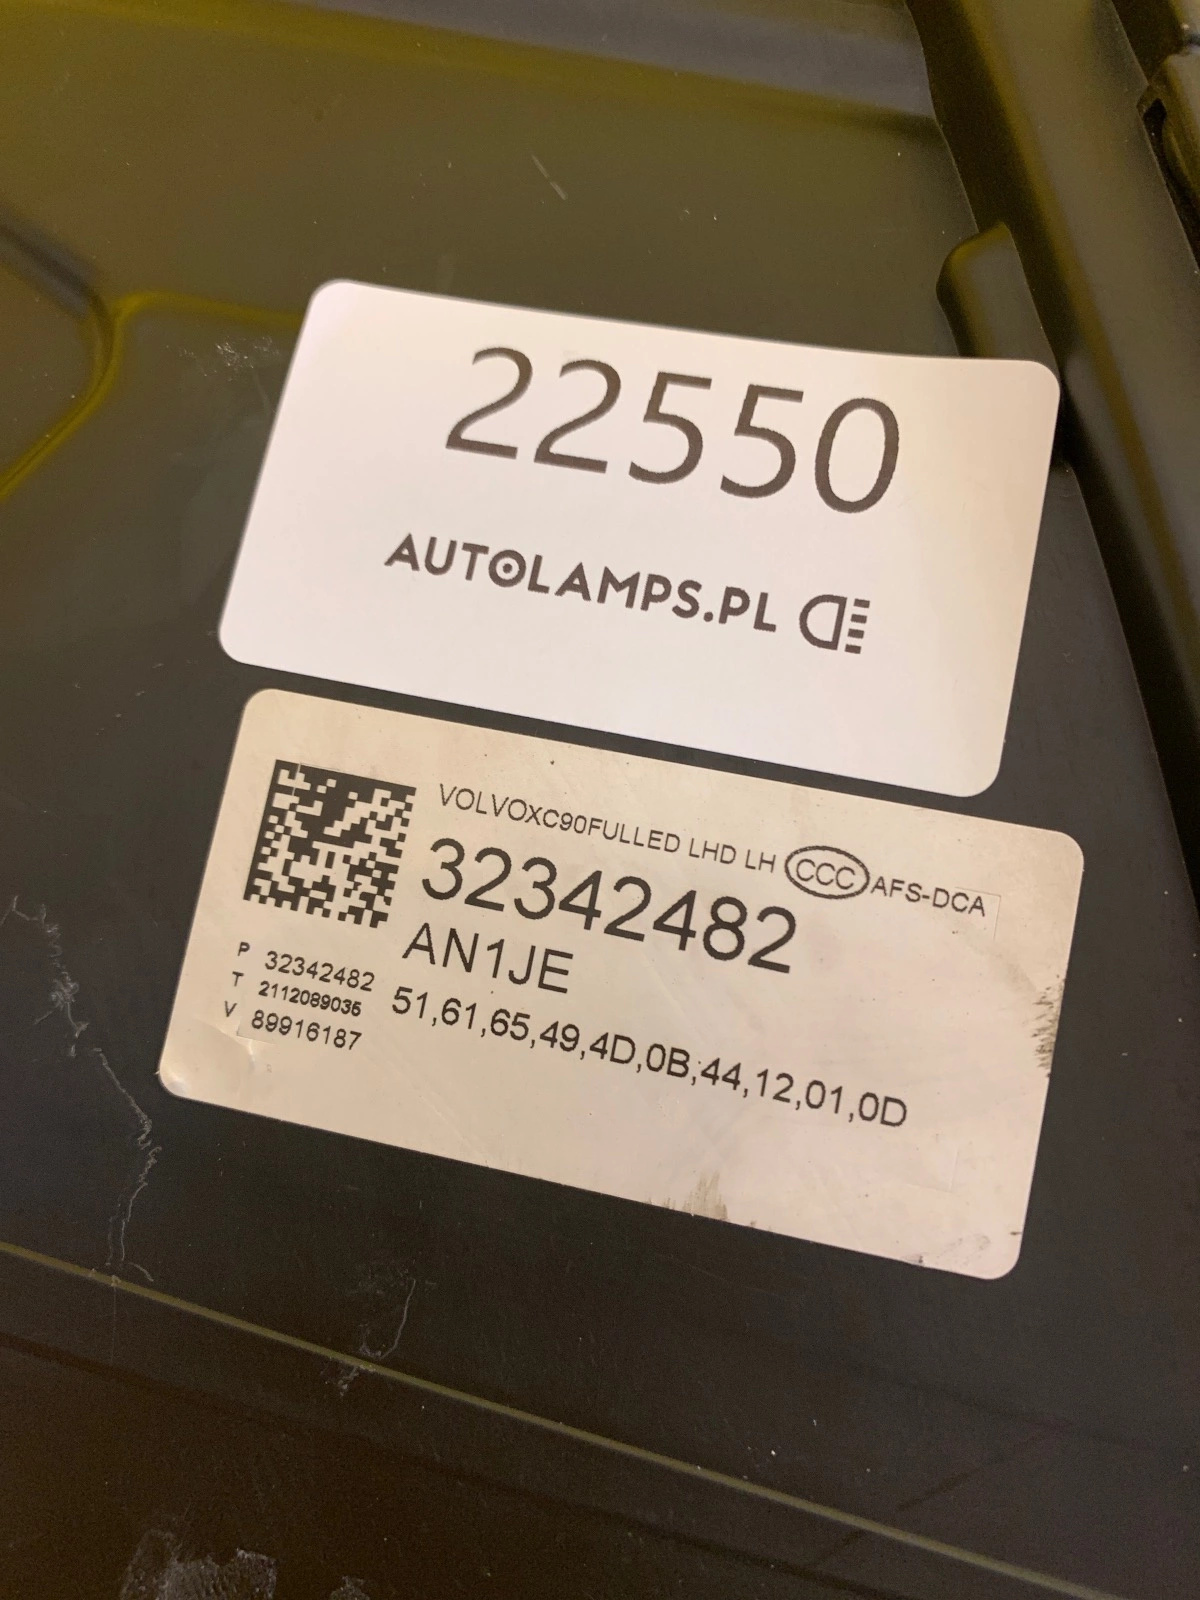 22550
AUTOLAMPS.PL
VOLVOXC90FULLED LHD LH CCC AFS-DCA
32342482
AN1JE
P 32342482
T 2112089035
V 89916187
51,61,65,49,4D,0B,44,12,01,0D